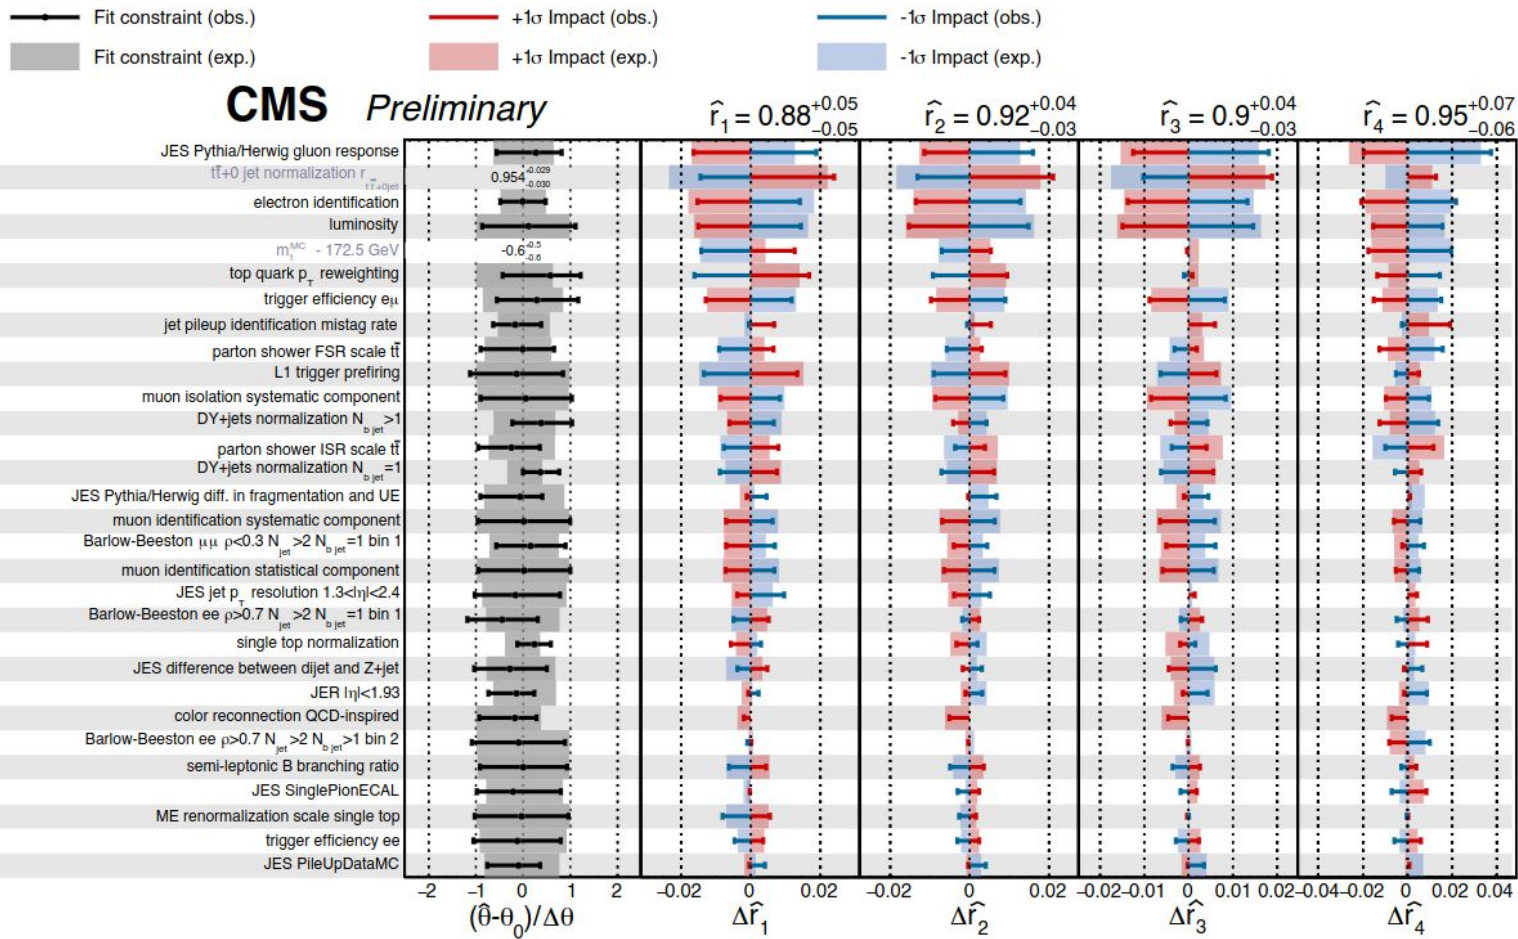 Fit constraint (obs.) +1σ Impact (obs.) -1σ Impact (obs.)
Fit constraint (exp.) +1σ Impact (exp.) -1σ Impact (exp.)
CMS Preliminary
r̂₁ = 0.88 +0.05 −0.05 r̂₂ = 0.92 +0.04 −0.03 r̂₃ = 0.9 +0.04 −0.03 r̂₄ = 0.95 +0.07 −0.06
JES Pythia/Herwig gluon response
tt̄+0 jet normalization r tt̄+0jet 0.954 +0.029 −0.030
electron identification
luminosity
m t MC - 172.5 GeV -0.6 +0.5 −0.6
top quark p T reweighting
trigger efficiency eμ
jet pileup identification mistag rate
parton shower FSR scale tt̄
L1 trigger prefiring
muon isolation systematic component
DY+jets normalization N b jet >1
parton shower ISR scale tt̄
DY+jets normalization N b jet =1
JES Pythia/Herwig diff. in fragmentation and UE
muon identification systematic component
Barlow-Beeston μμ ρ<0.3 N jet >2 N b jet =1 bin 1
muon identification statistical component
JES jet p T resolution 1.3<|η|<2.4
Barlow-Beeston ee ρ>0.7 N jet >2 N b jet =1 bin 1
single top normalization
JES difference between dijet and Z+jet
JER |η|<1.93
color reconnection QCD-inspired
Barlow-Beeston ee ρ>0.7 N jet >2 N b jet >1 bin 2
semi-leptonic B branching ratio
JES SinglePionECAL
ME renormalization scale single top
trigger efficiency ee
JES PileUpDataMC
−2 −1 0 1 2 −0.02 0 0.02 −0.02 0 0.02 −0.02 −0.01 0 0.01 0.02 −0.04 −0.02 0 0.02 0.04
(θ̂-θ₀)/Δθ Δr̂₁ Δr̂₂ Δr̂₃ Δr̂₄